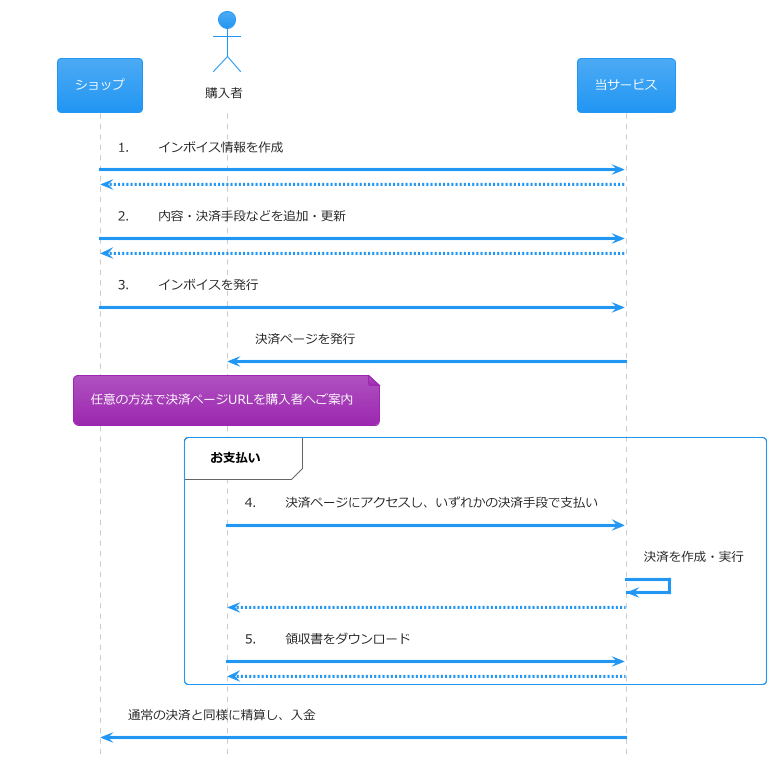 ショップ
購入者
当サービス
1. インボイス情報を作成
2. 内容・決済手段などを追加・更新
3. インボイスを発行
決済ページを発行
任意の方法で決済ページURLを購入者へご案内
お支払い
4. 決済ページにアクセスし、いずれかの決済手段で支払い
決済を作成・実行
5. 領収書をダウンロード
通常の決済と同様に精算し、入金